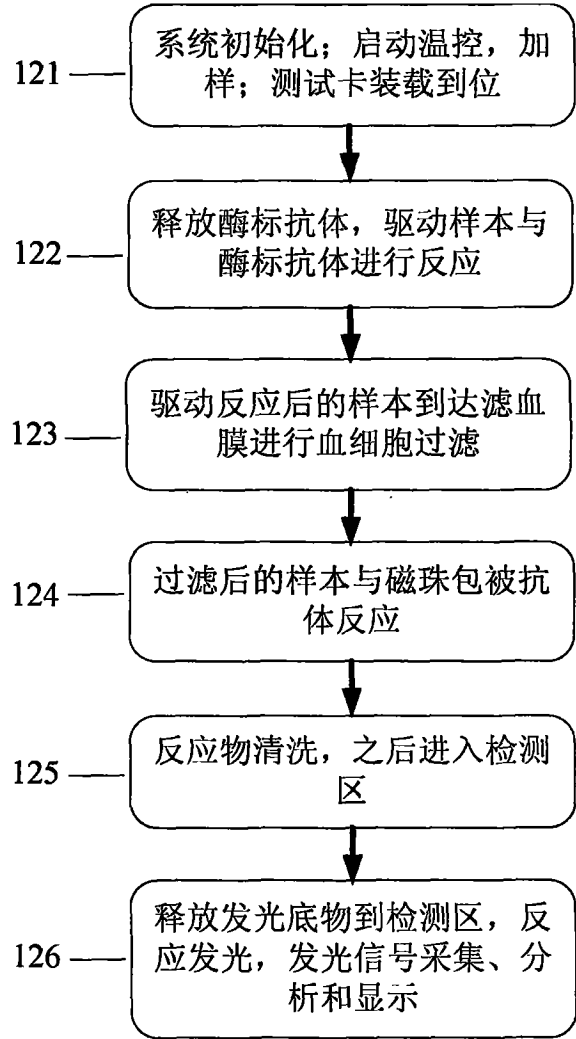 121
系统初始化；启动温控，加
样；测试卡装载到位
122
释放酶标抗体，驱动样本与
酶标抗体进行反应
123
驱动反应后的样本到达滤血
膜进行血细胞过滤
124
过滤后的样本与磁珠包被抗
体反应
125
反应物清洗，之后进入检测
区
126
释放发光底物到检测区，反
应发光，发光信号采集、分
析和显示